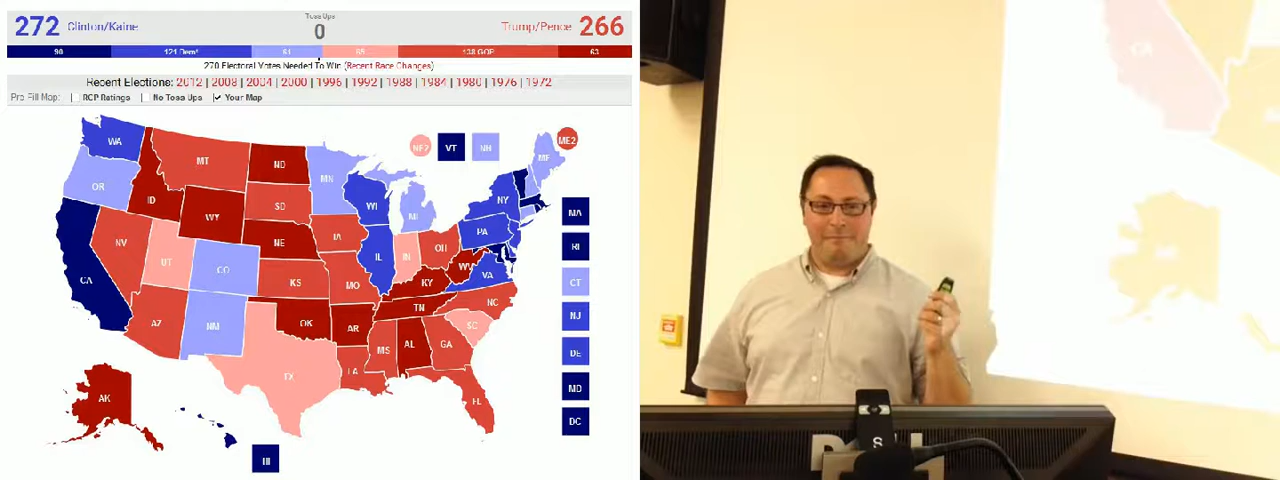 272 Clinton/Kaine
Toss Ups
0
Trump/Pence 266
90 121 Dem* 61 65 138 GOP 63
270 Electoral Votes Needed To Win (Recent Race Changes)
Recent Elections: 2012 | 2008 | 2004 | 2000 | 1996 | 1992 | 1988 | 1984 | 1980 | 1976 | 1972
Pre Fill Map: RCP Ratings No Toss Ups Your Map
WA
MT
ND
MN
NE2
VT
NH
ME
ME2
OR
ID
WY
SD
WI
MI
NY
MA
NV
UT
CO
NE
IA
IL
IN
OH
PA
RI
CA
KS
MO
KY
WV
VA
CT
AZ
NM
OK
AR
TN
NC
NJ
TX
LA
MS
AL
GA
SC
DE
AK
FL
MD
HI
DC
CA